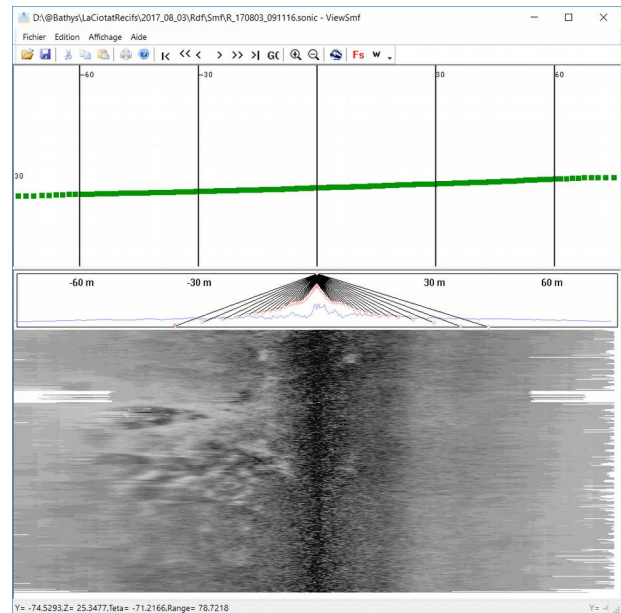 D:\@Bathys\LaCiotatRecifs\2017_08_03\Rdf\Smf\R_170803_091116.sonic - ViewSmf
Fichier Edition Affichage Aide
|< << < > >> >| G( Fs w
-60 -30 0 30 60
30
-60 m -30 m 30 m 60 m
Y= -74.5293,Z= 25.3477,Teta= -71.2166,Range= 78.7218 Y= -